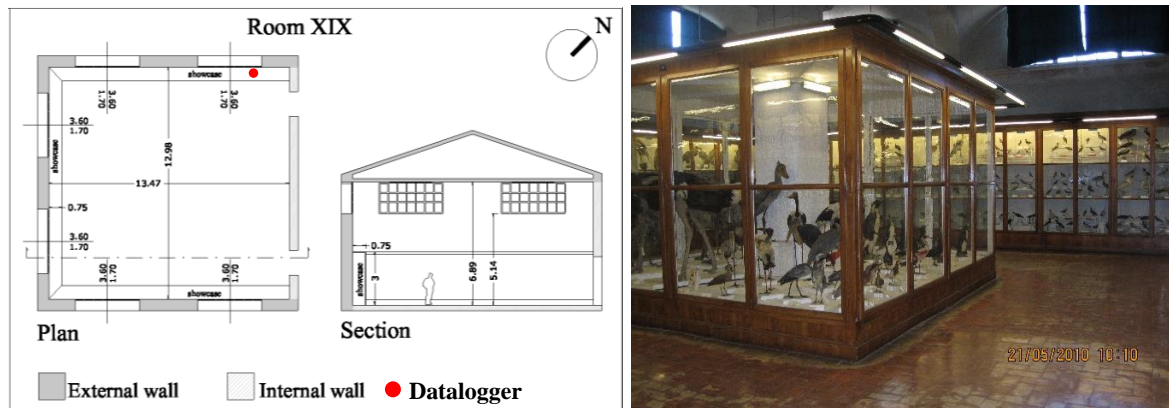 Room XIX
N
showcase
3.60
1.70
3.60
1.70
3.60
1.70
showcase
12.98
13.47
0.75
3.60
1.70
3.60
1.70
3.60
1.70
showcase
Plan
0.75
showcase
3
6.89
5.14
Section
External wall
Internal wall
Datalogger
21/05/2010 10:10